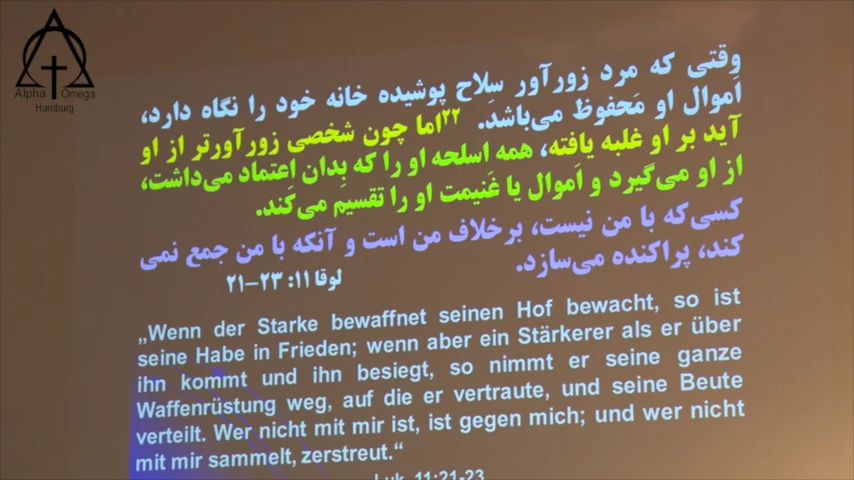 Alpha Omega
Hamburg
وقتی که مرد زورآور سلاح پوشیده خانه خود را نگاه دارد،
اَموال او مَحفوظ می‌باشد. ۲۲اما چون شخصی زورآورتر از او
آید بر او غلبه یافته، همه اسلحه او را که بِدان اعتماد می‌داشت،
از او می‌گیرد و اَموال یا غَنیمت او را تقسیم می‌کند.
کسی‌که با من نیست، برخلاف من است و آنکه با من جمع نمی
کند، پراکنده می‌سازد.
لوقا ۱۱: ۲۳–۲۱
„Wenn der Starke bewaffnet seinen Hof bewacht, so ist
seine Habe in Frieden; wenn aber ein Stärkerer als er über
ihn kommt und ihn besiegt, so nimmt er seine ganze
Waffenrüstung weg, auf die er vertraute, und seine Beute
verteilt. Wer nicht mit mir ist, ist gegen mich; und wer nicht
mit mir sammelt, zerstreut.“
Luk. 11:21-23